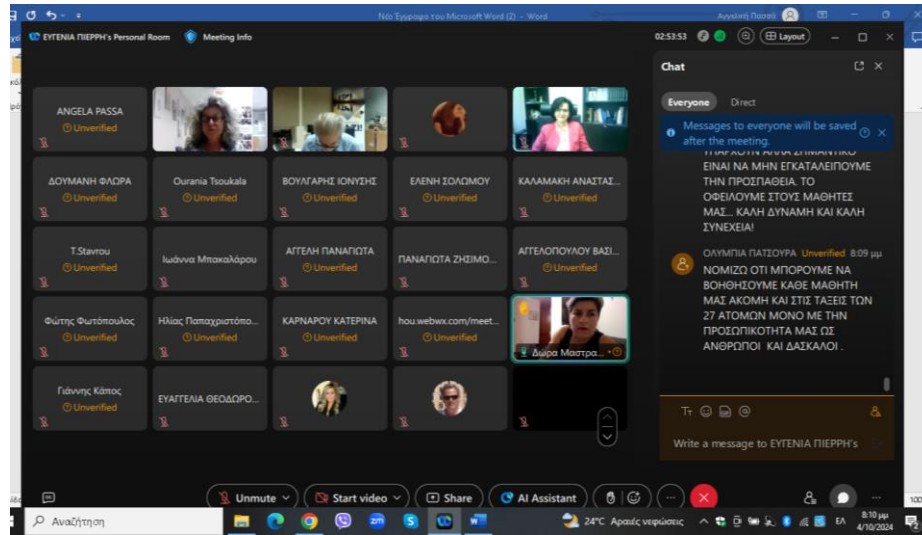 Νέο Έγγραφο του Microsoft Word (2) - Word
Αγγελική Πασσά
ΕΥΓΕΝΙΑ ΠΙΕΡΡΗ's Personal Room
Meeting Info
02:53:53
Layout
Chat
Everyone
Direct
Messages to everyone will be saved
after the meeting.
ΕΙΝΑΙ ΝΑ ΜΗΝ ΕΓΚΑΤΑΛΕΙΠΟΥΜΕ
ΤΗΝ ΠΡΟΣΠΑΘΕΙΑ. ΤΟ
ΟΦΕΙΛΟΥΜΕ ΣΤΟΥΣ ΜΑΘΗΤΕΣ
ΜΑΣ... ΚΑΛΗ ΔΥΝΑΜΗ ΚΑΙ ΚΑΛΗ
ΣΥΝΕΧΕΙΑ!
ΟΛΥΜΠΙΑ ΠΑΤΣΟΥΡΑ Unverified 8:09 μμ
ΝΟΜΙΖΩ ΟΤΙ ΜΠΟΡΟΥΜΕ ΝΑ
ΒΟΗΘΗΣΟΥΜΕ ΚΑΘΕ ΜΑΘΗΤΗ
ΜΑΣ ΑΚΟΜΗ ΚΑΙ ΣΤΙΣ ΤΑΞΕΙΣ ΤΩΝ
27 ΑΤΟΜΩΝ ΜΟΝΟ ΜΕ ΤΗΝ
ΠΡΟΣΩΠΙΚΟΤΗΤΑ ΜΑΣ ΩΣ
ΑΝΘΡΩΠΟΙ ΚΑΙ ΔΑΣΚΑΛΟΙ .
Write a message to ΕΥΓΕΝΙΑ ΠΙΕΡΡΗ's
ANGELA PASSA
Unverified
ΔΟΥΜΑΝΗ ΦΛΩΡΑ
Unverified
Ourania Tsoukala
Unverified
ΒΟΥΛΓΑΡΗΣ ΙΟΝΥΣΗΣ
Unverified
ΕΛΕΝΗ ΣΟΛΩΜΟΥ
Unverified
ΚΑΛΑΜΑΚΗ ΑΝΑΣΤΑΣ...
Unverified
T.Stavrou
Unverified
Ιωάννα Μπακαλάρου
ΑΓΓΕΛΗ ΠΑΝΑΓΙΩΤΑ
Unverified
ΠΑΝΑΓΙΩΤΑ ΖΗΣΙΜΟ...
ΑΓΓΕΛΟΠΟΥΛΟΥ ΒΑΣΙ...
Unverified
Φώτης Φωτόπουλος
Unverified
Ηλίας Παπαχριστόπο...
Unverified
ΚΑΡΝΑΡΟΥ ΚΑΤΕΡΙΝΑ
Unverified
hou.webwx.com/meet...
Unverified
Δώρα Μαστρα...
Γιάννης Κάπος
Unverified
ΕΥΑΓΓΕΛΙΑ ΘΕΟΔΩΡΟ...
Unmute
Start video
Share
AI Assistant
Αναζήτηση
24°C Αραιές νεφώσεις
ΕΛ
8:10 μμ
4/10/2024